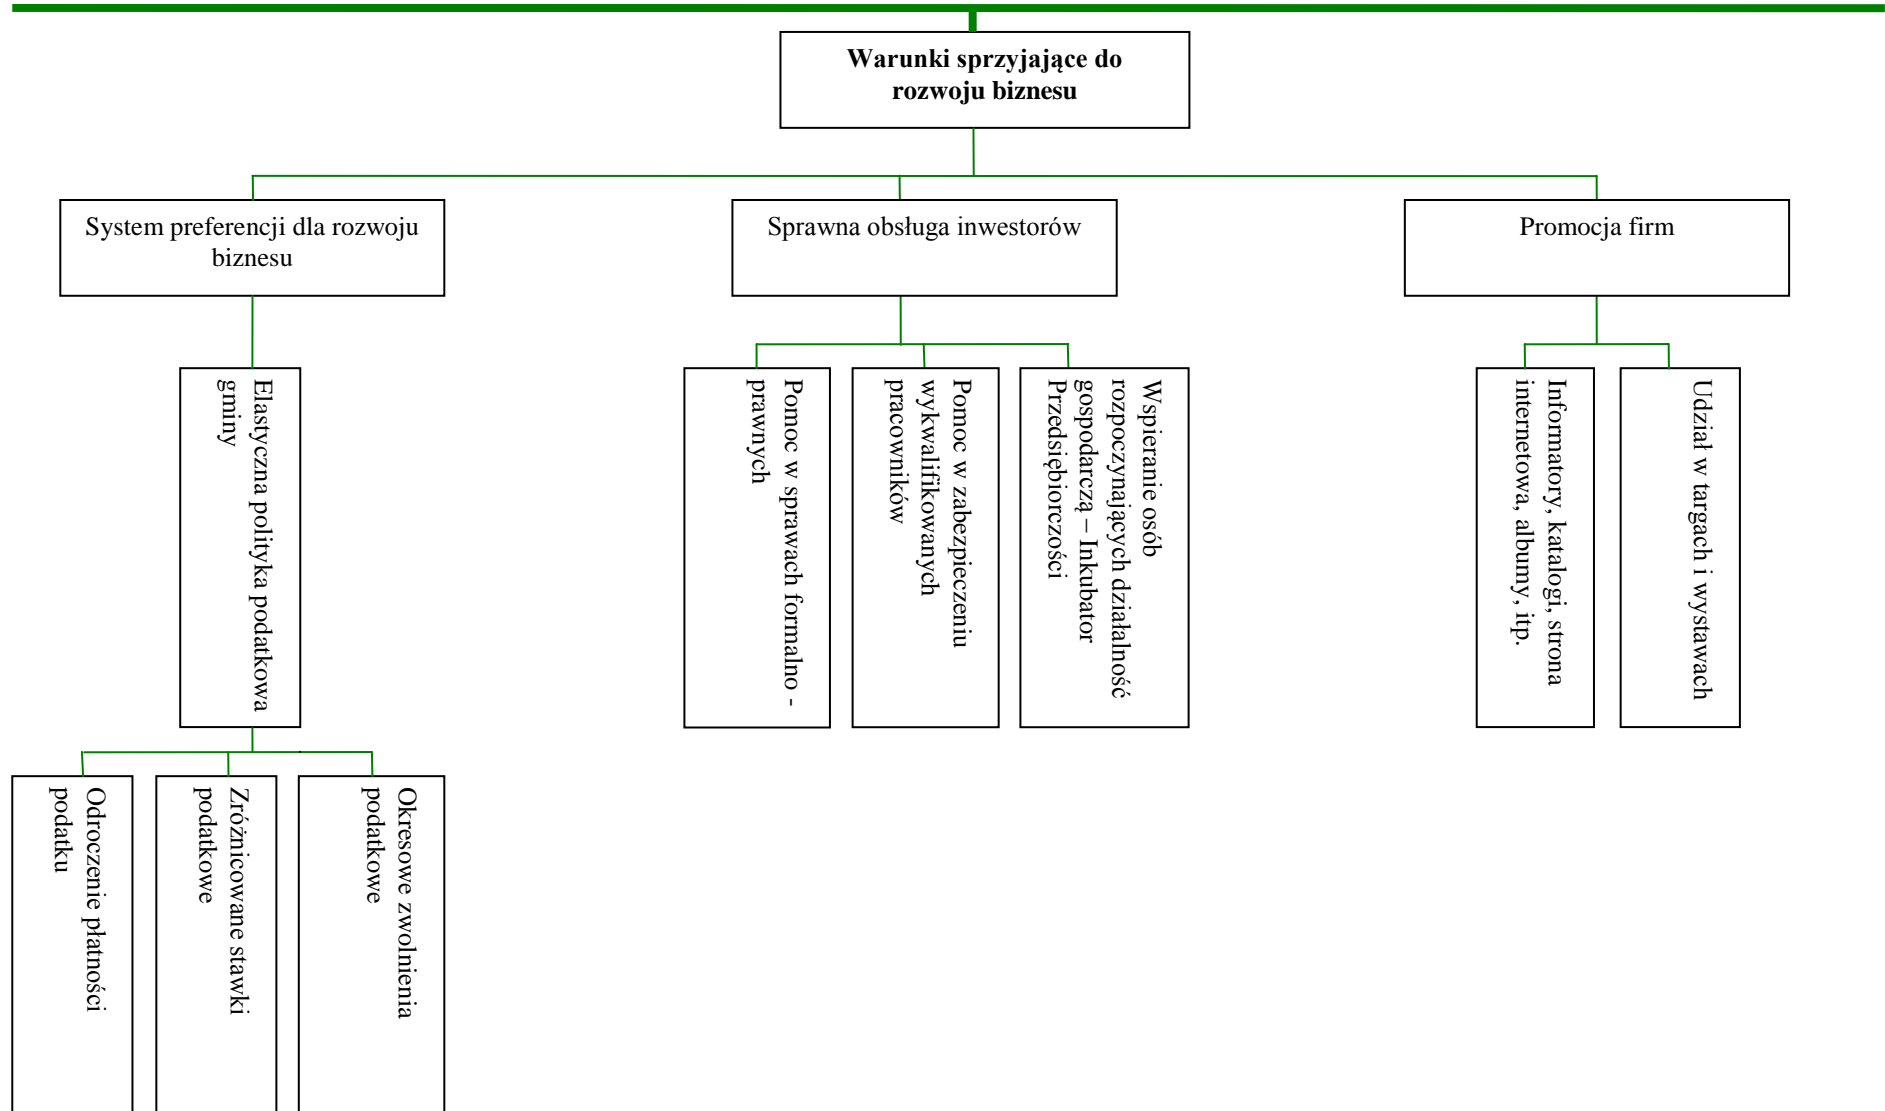 Warunki sprzyjające do
rozwoju biznesu
System preferencji dla rozwoju
biznesu
Sprawna obsługa inwestorów
Promocja firm
Elastyczna polityka podatkowa
gminy
Pomoc w sprawach formalno -
prawnych
Pomoc w zabezpieczeniu
wykwalifikowanych
pracowników
Wspieranie osób
rozpoczynających działalność
gospodarczą – Inkubator
Przedsiębiorczości
Informatory, katalogi, strona
internetowa, albumy, itp.
Udział w targach i wystawach
Odroczenie płatności
podatku
Zróżnicowane stawki
podatkowe
Okresowe zwolnienia
podatkowe